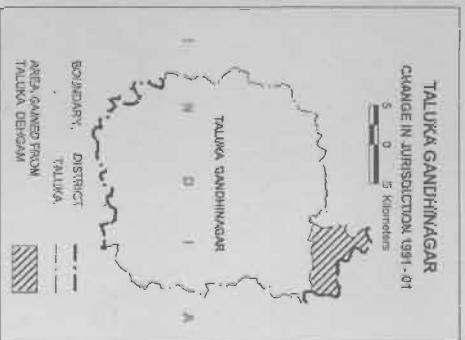 TALUKA GANDHINAGAR
CHANGE IN JURISDICTION 1991 - 01
5 0 5 Kilometers
TALUKA GANDHINAGAR
I N D I A
BOUNDARY, DISTRICT
" TALUKA
AREA GAINED FROM
TALUKA DEHGAM